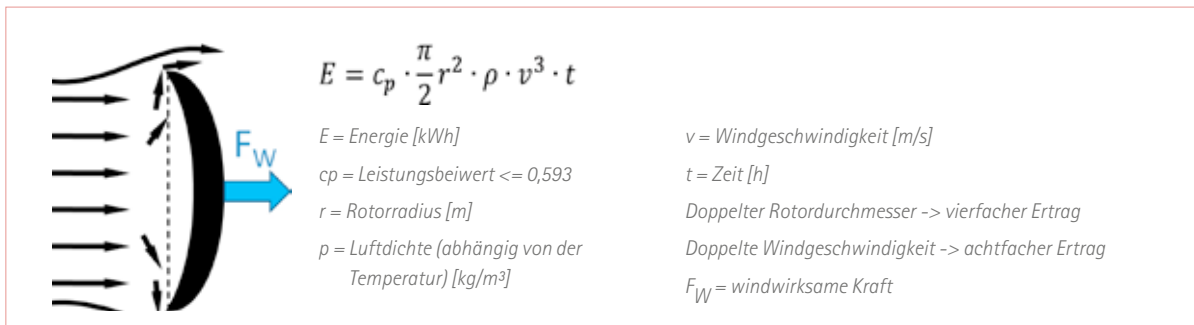 E = c_p · π/2 r² · ρ · v³ · t
F_W
E = Energie [kWh]
cp = Leistungsbeiwert <= 0,593
r = Rotorradius [m]
p = Luftdichte (abhängig von der
Temperatur) [kg/m³]
v = Windgeschwindigkeit [m/s]
t = Zeit [h]
Doppelter Rotordurchmesser -> vierfacher Ertrag
Doppelte Windgeschwindigkeit -> achtfacher Ertrag
F_W = windwirksame Kraft